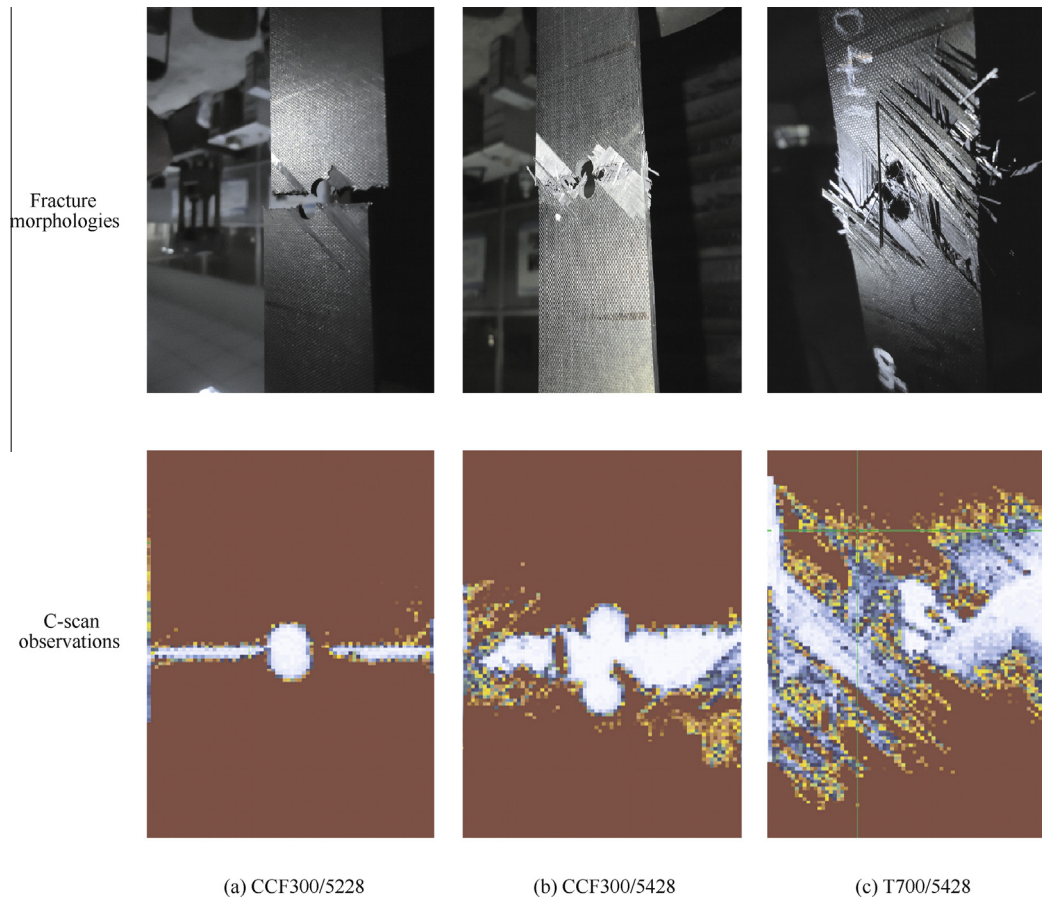 Fracture
morphologies
C-scan
observations
(a) CCF300/5228
(b) CCF300/5428
(c) T700/5428